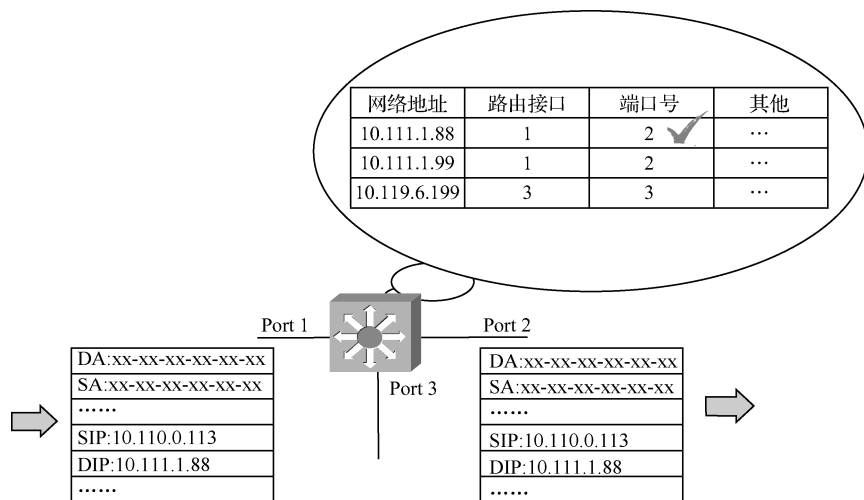 网络地址 路由接口 端口号 其他
10.111.1.88 1 2 …
10.111.1.99 1 2 …
10.119.6.199 3 3 …
Port 1
Port 2
Port 3
DA:xx-xx-xx-xx-xx-xx
SA:xx-xx-xx-xx-xx-xx
……
SIP:10.110.0.113
DIP:10.111.1.88
……
DA:xx-xx-xx-xx-xx-xx
SA:xx-xx-xx-xx-xx-xx
……
SIP:10.110.0.113
DIP:10.111.1.88
……